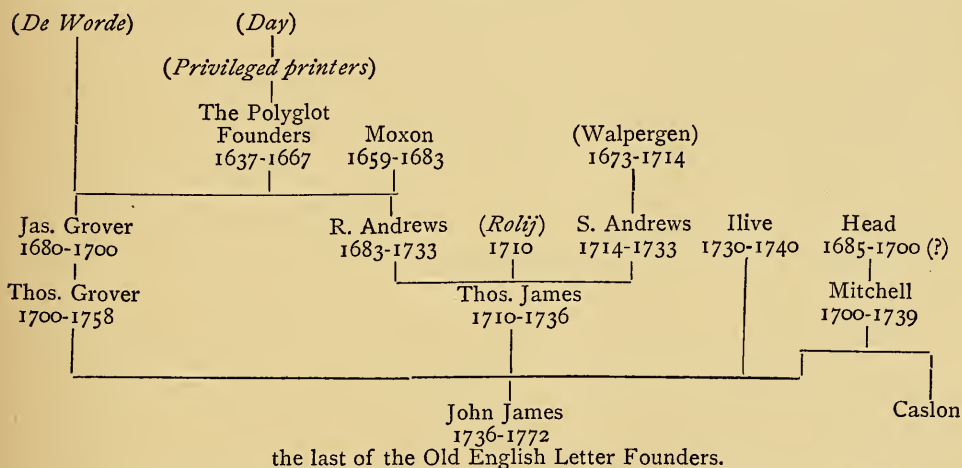 (De Worde) (Day)
(Privileged printers)
The Polyglot
Founders Moxon (Walpergen)
1637-1667 1659-1683 1673-1714
Jas. Grover R. Andrews (Rolij) S. Andrews Ilive Head
1680-1700 1683-1733 1710 1714-1733 1730-1740 1685-1700 (?)
Thos. Grover Thos. James Mitchell
1700-1758 1710-1736 1700-1739
John James Caslon
1736-1772
the last of the Old English Letter Founders.